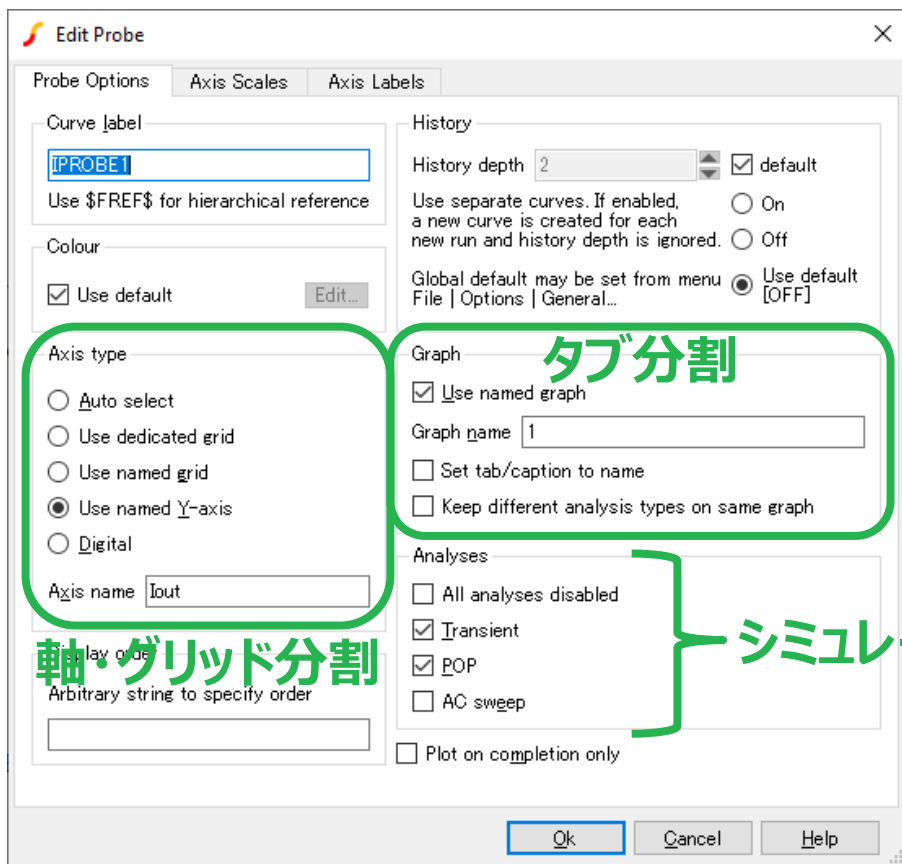 Edit Probe
Probe Options
Axis Scales
Axis Labels
Curve label
IPROBE1
Use $FREF$ for hierarchical reference
Colour
Use default
Edit...
Axis type
Auto select
Use dedicated grid
Use named grid
Use named Y-axis
Digital
Axis name Iout
軸・グリッド分割
Display order
Arbitrary string to specify order
History
History depth 2 default
Use separate curves. If enabled,
a new curve is created for each
new run and history depth is ignored.
On
Off
Global default may be set from menu
File | Options | General...
Use default
[OFF]
タブ分割
Graph
Use named graph
Graph name 1
Set tab/caption to name
Keep different analysis types on same graph
Analyses
All analyses disabled
Transient
POP
AC sweep
シミュレ
Plot on completion only
Ok
Cancel
Help